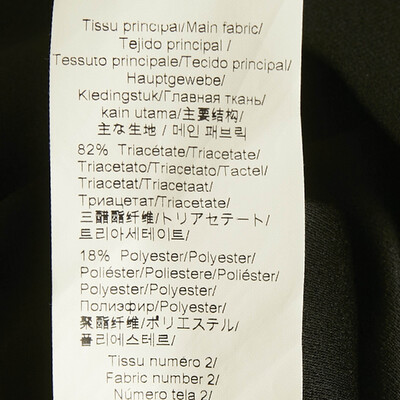 Tissu principal/Main fabric/
Tejido principal /
Tessuto principale/Tecido principal/
Hauptgewebe/
Kledingstuk/Главная ткань/
kain utama/主要结构/
主な生地 / 메인 패브릭
82% Triacétate/Triacetate/
Triacetato/Triacetato/Tactel/
Triacetat/Triacetaat/
Триацетат/Triacetate/
三醋酯纤维/トリアセテート/
트리아세테이트/
18% Polyester/Polyester/
Poliéster/Poliestere/Poliéster/
Polyester/Polyester/
Полиэфир/Polyester/
聚酯纤维/ポリエステル/
폴리에스테르/
Tissu numéro 2/
Fabric number 2/
Número tela 2/